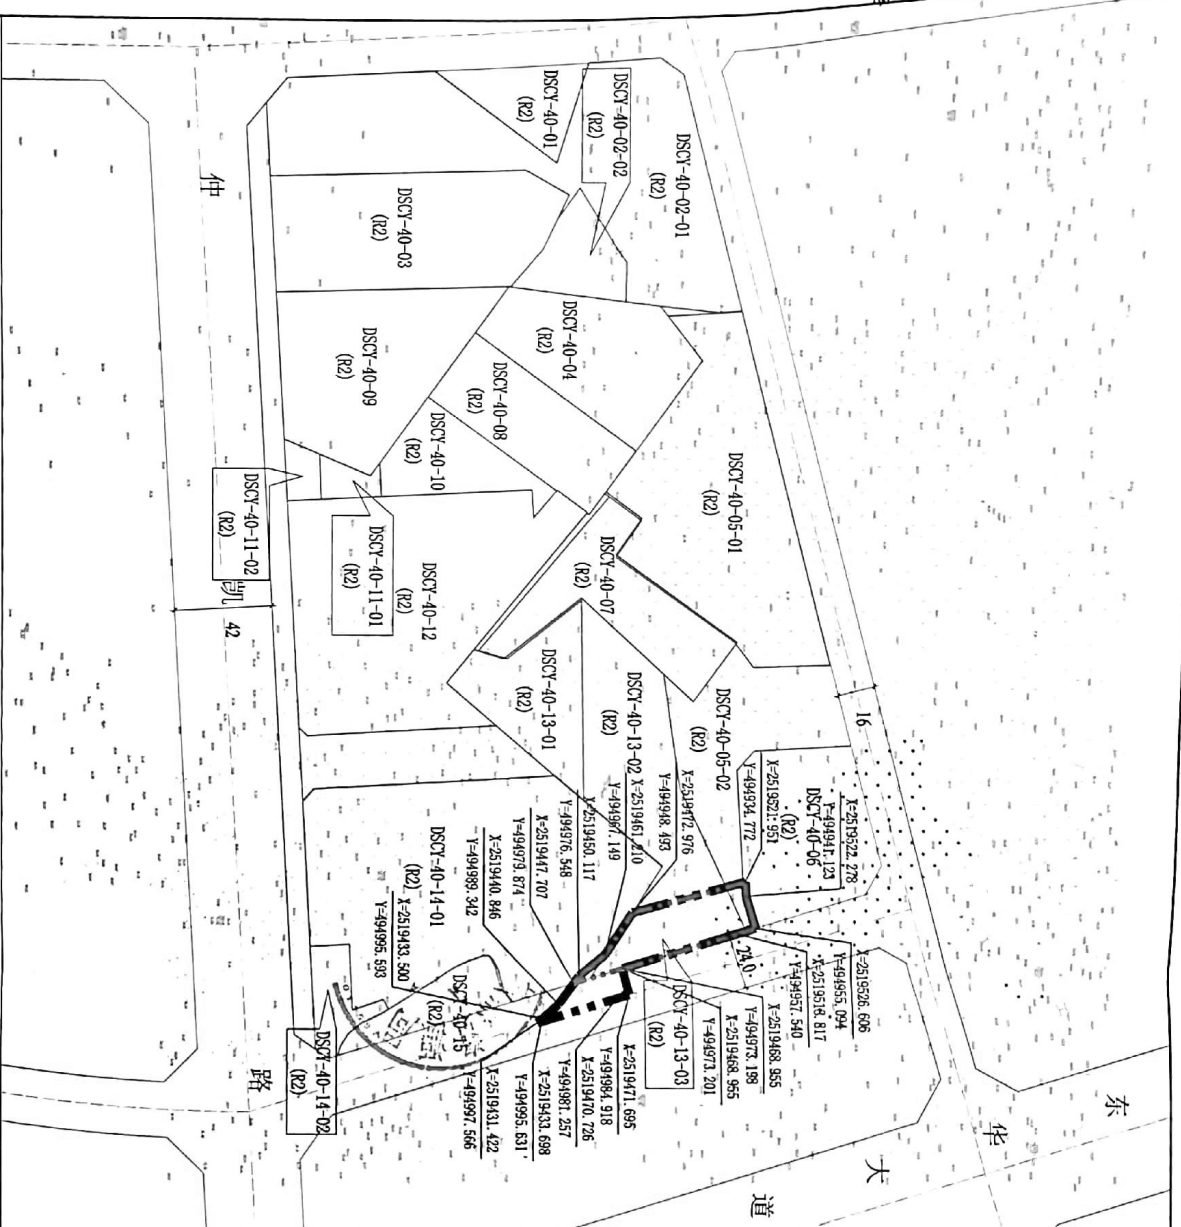 东
华
大
道
仲
凯
路
42
16
24.0
DSCY-40-01
(R2)
DSCY-40-02-02
(R2)
DSCY-40-02-01
(R2)
DSCY-40-03
(R2)
DSCY-40-04
(R2)
DSCY-40-09
(R2)
DSCY-40-08
(R2)
DSCY-40-10
(R2)
DSCY-40-05-01
(R2)
DSCY-40-11-02
(R2)
DSCY-40-11-01
(R2)
DSCY-40-12
(R2)
DSCY-40-07
(R2)
DSCY-40-13-01
(R2)
DSCY-40-13-02
(R2)
DSCY-40-05-02
(R2)
DSCY-40-06
(R2)
DSCY-40-14-01
(R2)
DSCY-40-15
(R2)
DSCY-40-13-03
(R2)
DSCY-40-14-02
(R2)
X=2519522.278
Y=494941.123
X=2519521.951
Y=494934.772
X=2519472.976
Y=494948.493
X=2519461.210
Y=494967.149
X=2519450.117
Y=494976.548
X=2519447.707
Y=494979.874
X=2519440.846
Y=494989.342
X=2519433.500
Y=494995.593
X=2519526.606
Y=494955.094
X=2519518.817
Y=494957.540
X=2519468.955
Y=494973.198
X=2519468.955
Y=494973.201
X=2519471.695
Y=494984.918
X=2519470.726
Y=494981.257
X=2519433.698
Y=494995.631
X=2519431.422
Y=494997.566